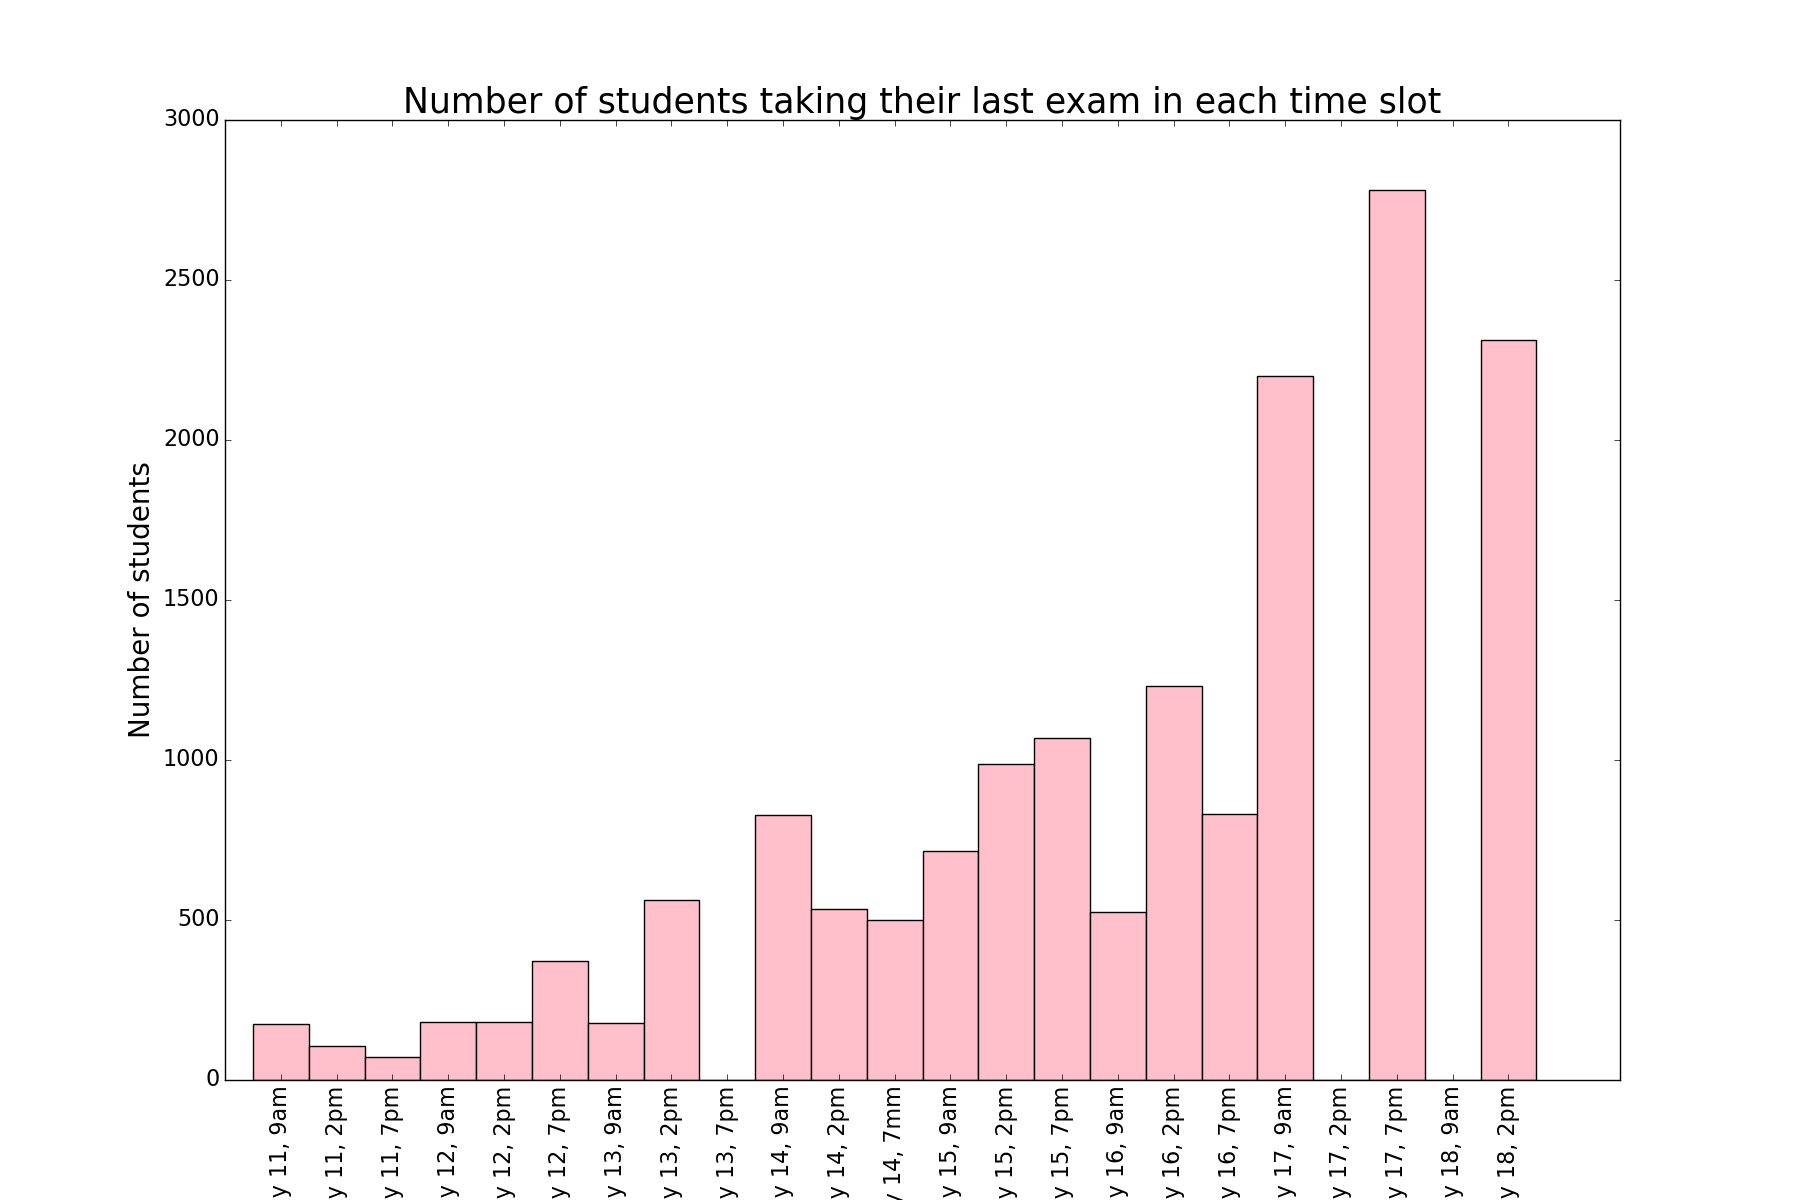 Number of students taking their last exam in each time slot
Number of students
3000
2500
2000
1500
1000
500
0
y 11, 9am
y 11, 2pm
y 11, 7pm
y 12, 9am
y 12, 2pm
y 12, 7pm
y 13, 9am
y 13, 2pm
y 13, 7pm
y 14, 9am
y 14, 2pm
y 14, 7mm
y 15, 9am
y 15, 2pm
y 15, 7pm
y 16, 9am
y 16, 2pm
y 16, 7pm
y 17, 9am
y 17, 2pm
y 17, 7pm
y 18, 9am
y 18, 2pm